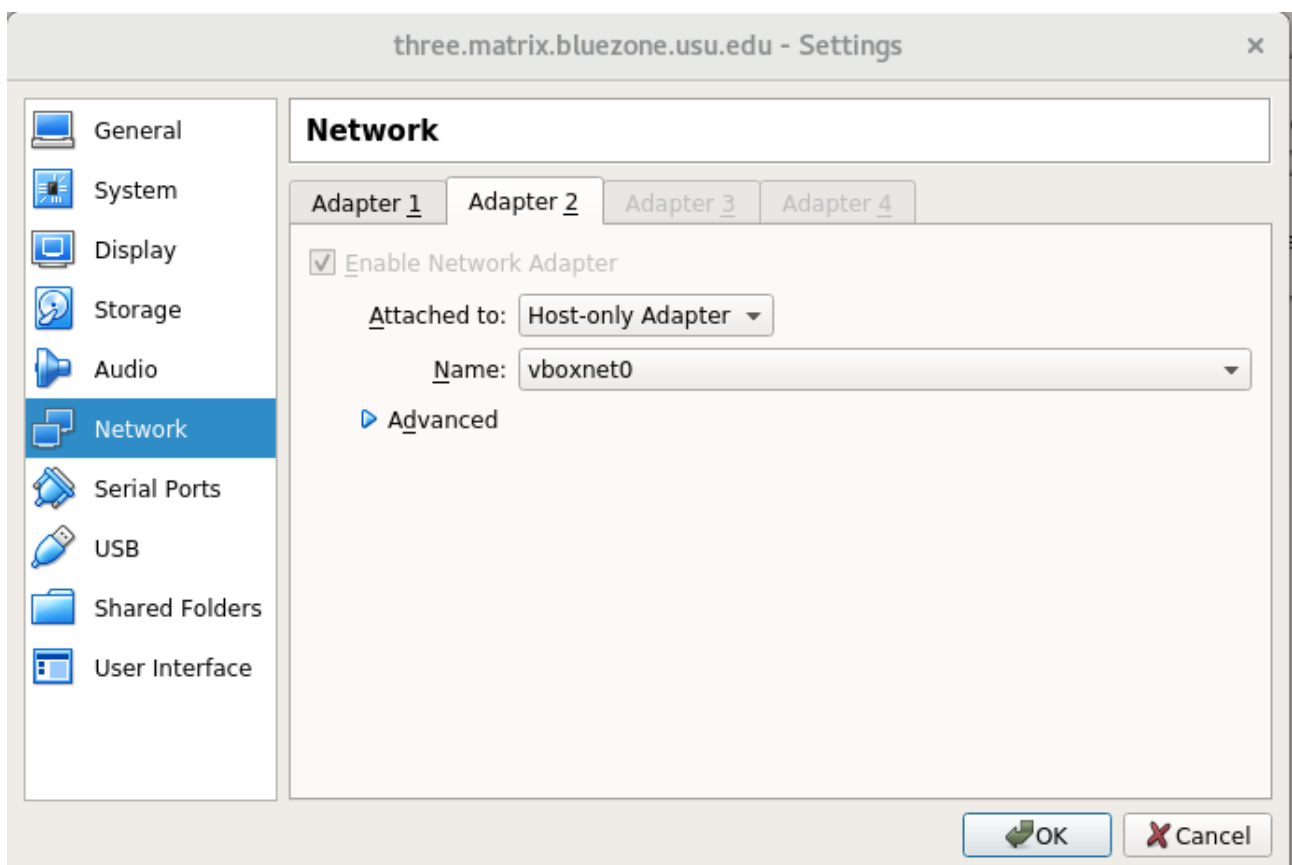 three.matrix.bluezone.usu.edu - Settings
General
System
Display
Storage
Audio
Network
Serial Ports
USB
Shared Folders
User Interface
Network
Adapter 1
Adapter 2
Adapter 3
Adapter 4
Enable Network Adapter
Attached to: Host-only Adapter
Name: vboxnet0
Advanced
OK
Cancel